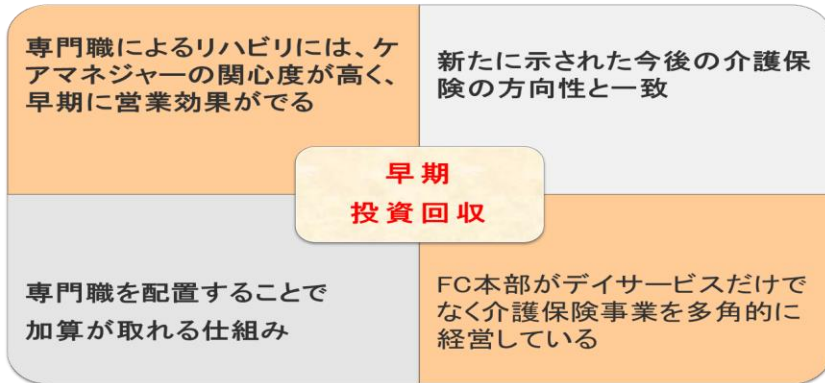 専門職によるリハビリには、ケ
アマネジャーの関心度が高く、
早期に営業効果がでる
新たに示された今後の介護保
険の方向性と一致
早期
投資回収
専門職を配置することで
加算が取れる仕組み
FC本部がデイサービスだけで
なく介護保険事業を多角的に
経営している